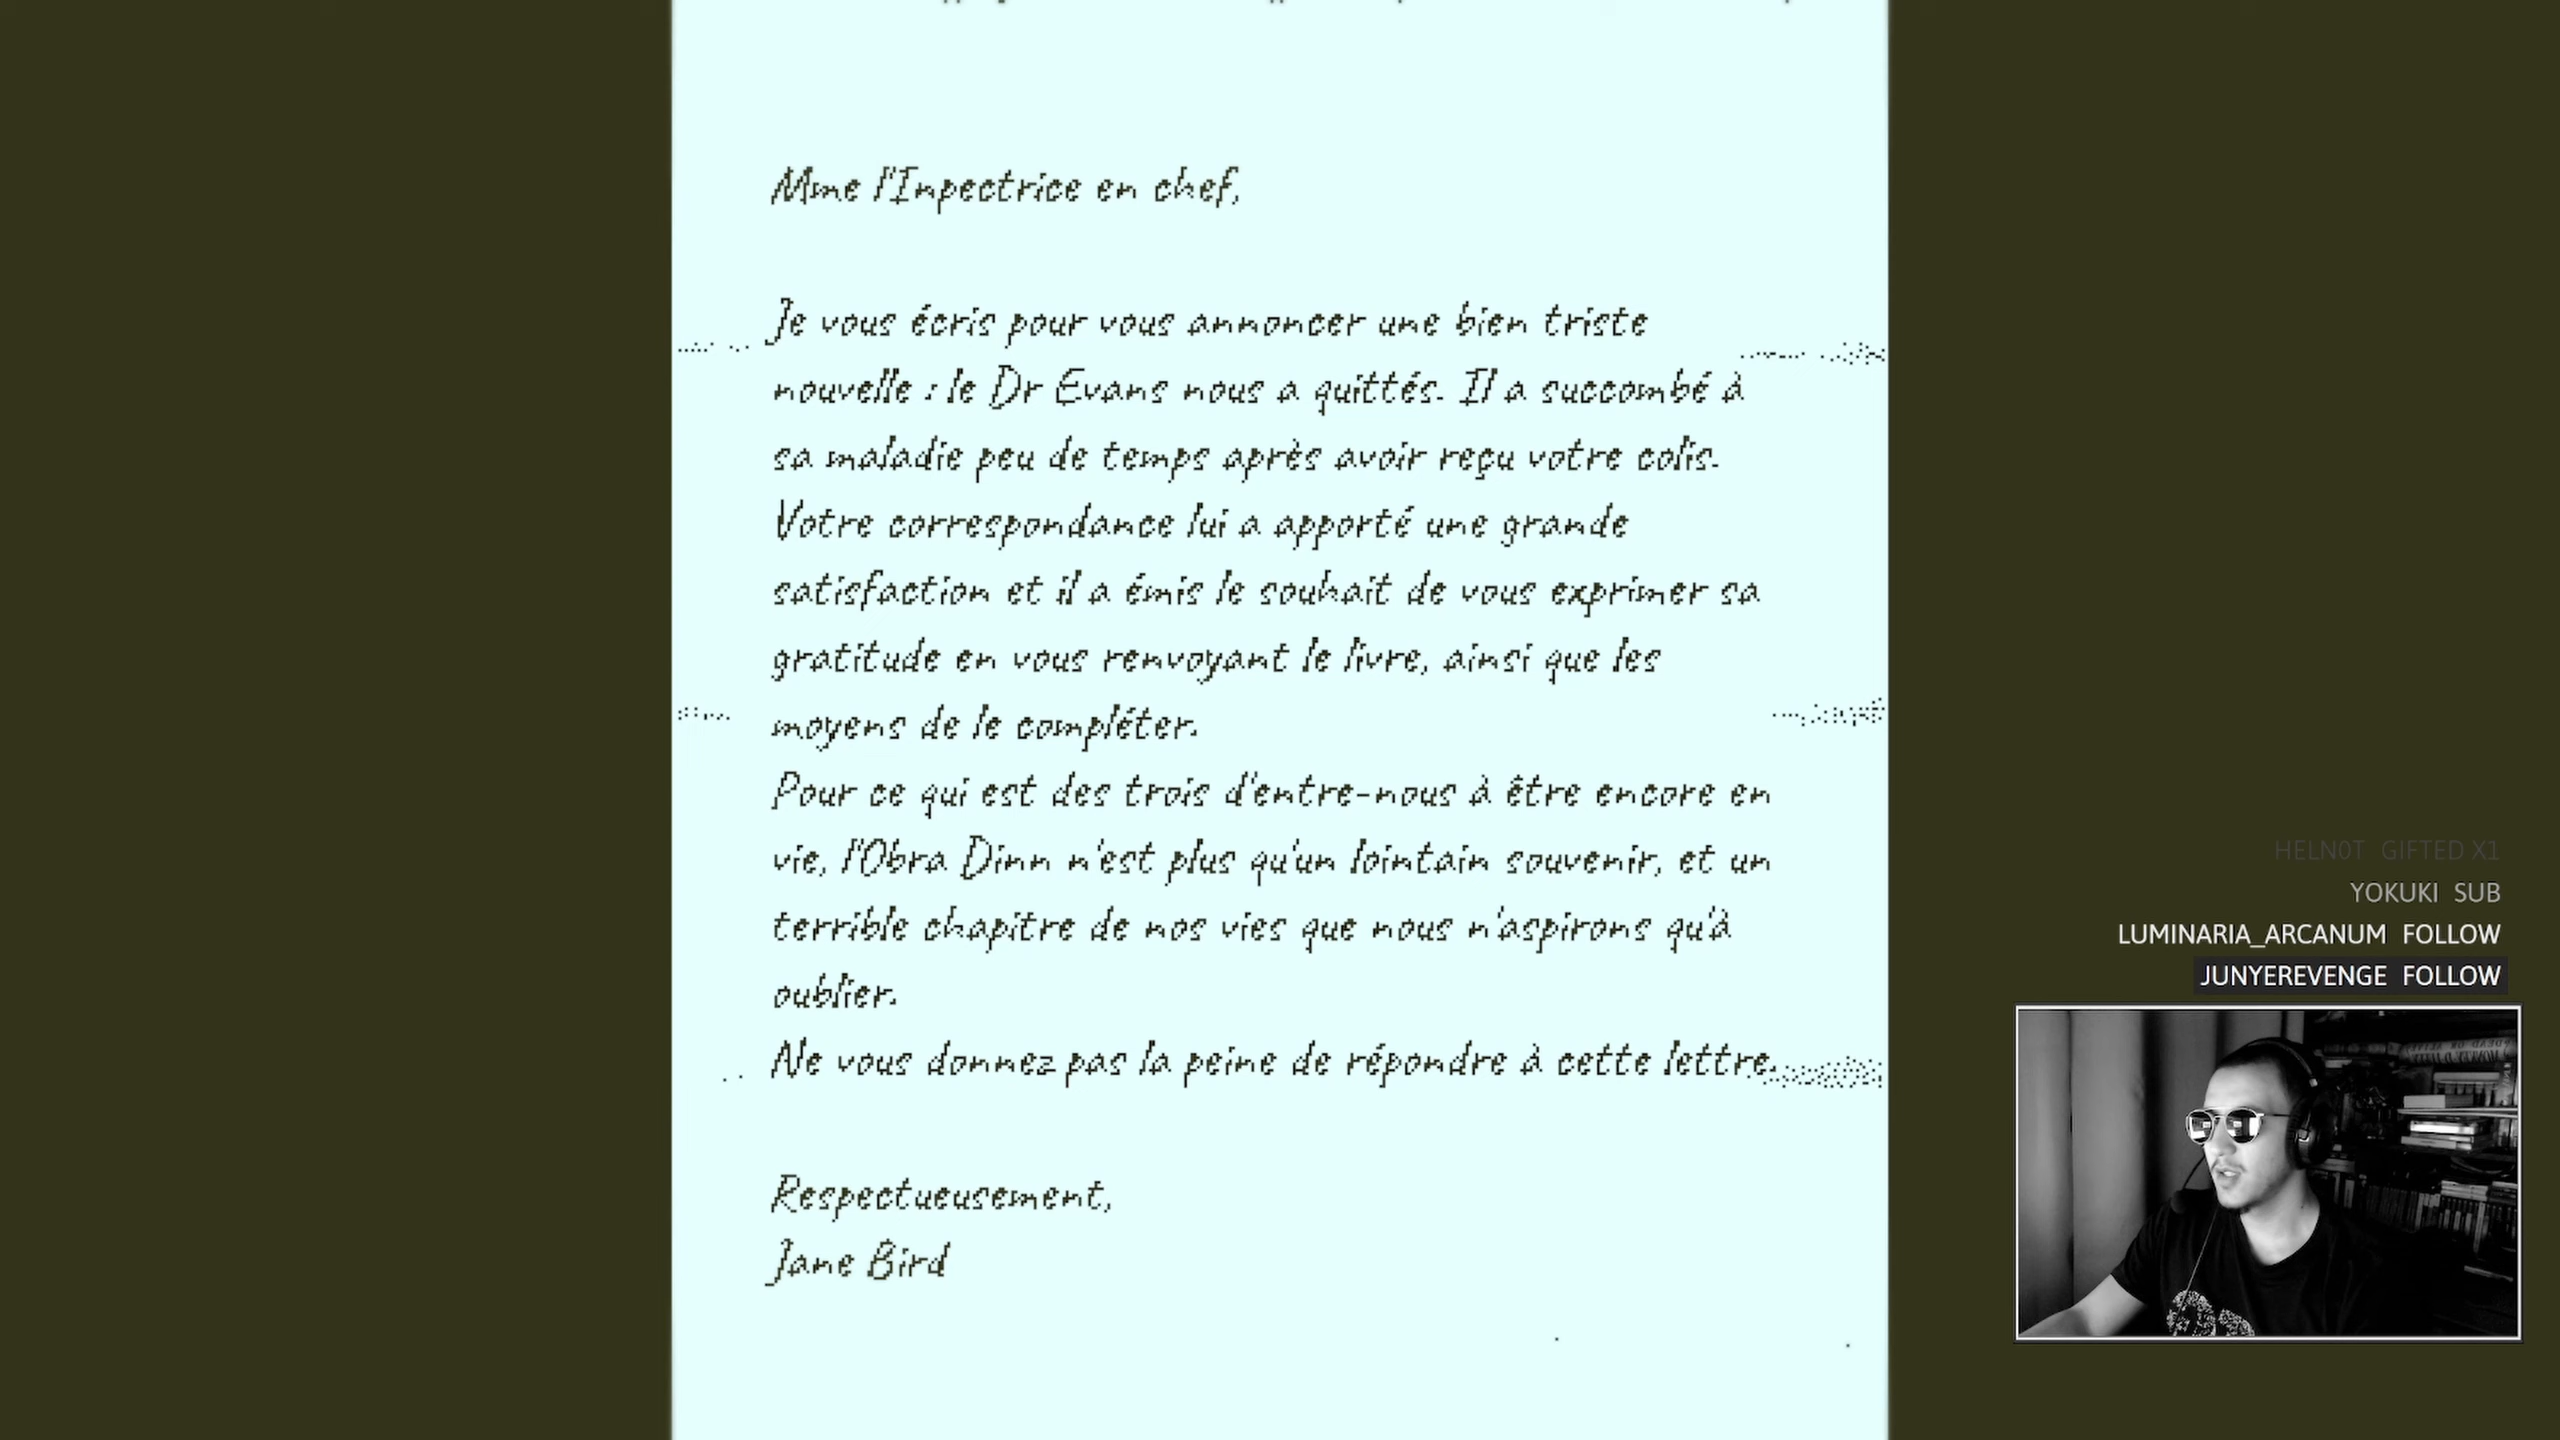 Mme l'Inpectrice en chef,
Je vous écris pour vous annoncer une bien triste
nouvelle : le Dr Evans nous a quittés. Il a succombé à
sa maladie peu de temps après avoir reçu votre colis.
Votre correspondance lui a apporté une grande
satisfaction et il a émis le souhait de vous exprimer sa
gratitude en vous renvoyant le livre, ainsi que les
moyens de le compléter.
Pour ce qui est des trois d'entre-nous à être encore en
vie, l'Obra Dinn n'est plus qu'un lointain souvenir, et un
terrible chapitre de nos vies que nous n'aspirons qu'à
oublier.
Ne vous donnez pas la peine de répondre à cette lettre.
Respectueusement,
Jane Bird
HELN0T GIFTED X1
YOKUKI SUB
LUMINARIA_ARCANUM FOLLOW
JUNYEREVENGE FOLLOW